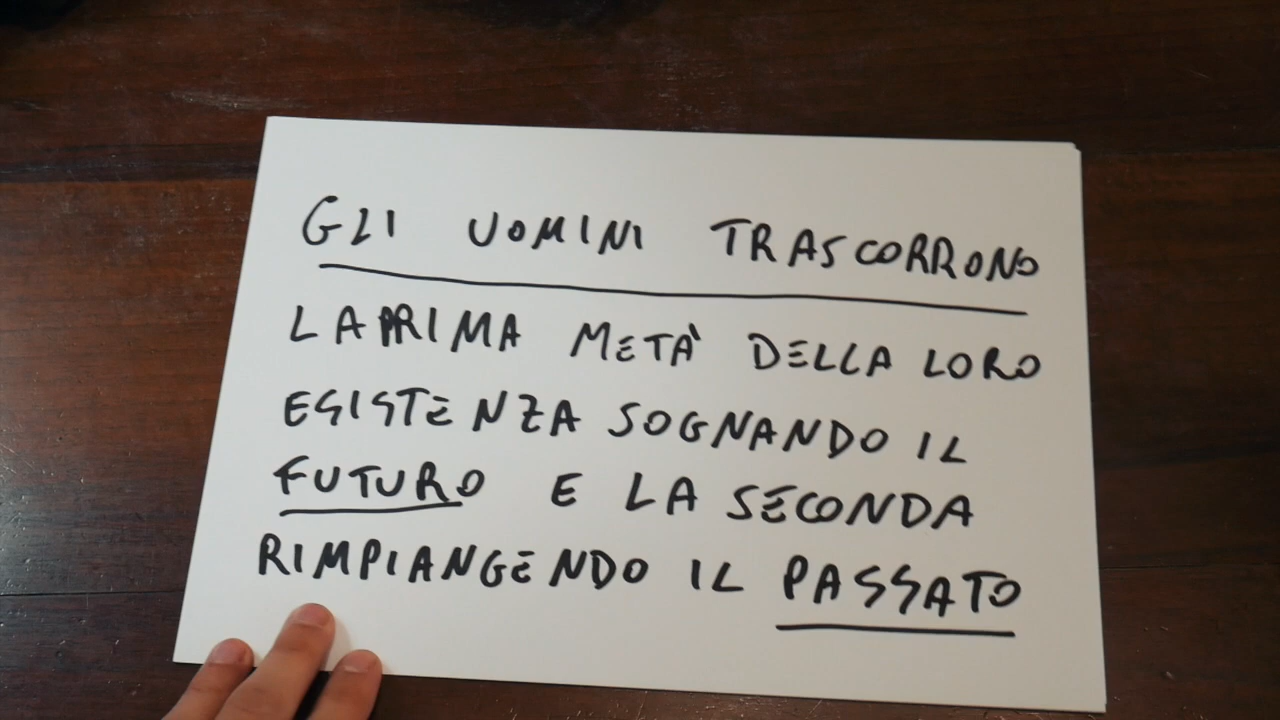 GLI UOMINI TRASCORRONO
LA PRIMA METÀ DELLA LORO
ESISTENZA SOGNANDO IL
FUTURO E LA SECONDA
RIMPIANGENDO IL PASSATO